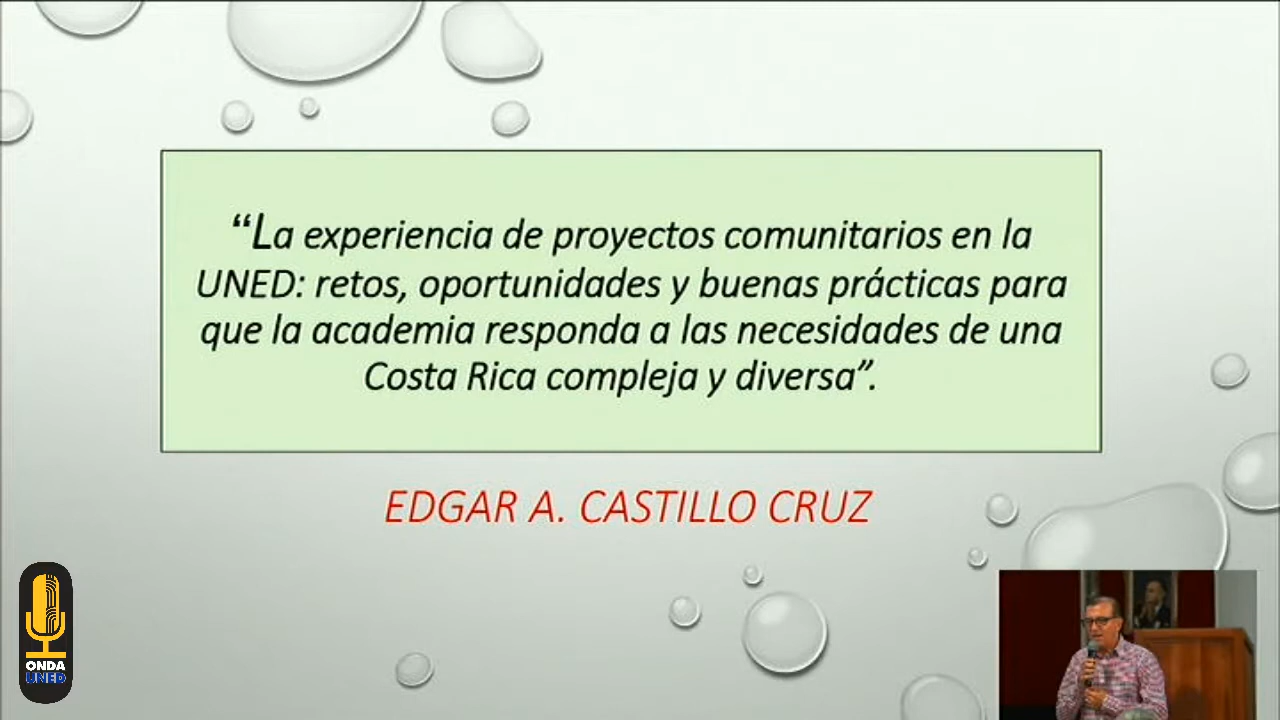 “La experiencia de proyectos comunitarios en la
UNED: retos, oportunidades y buenas prácticas para
que la academia responda a las necesidades de una
Costa Rica compleja y diversa”.
EDGAR A. CASTILLO CRUZ
ONDA
UNED